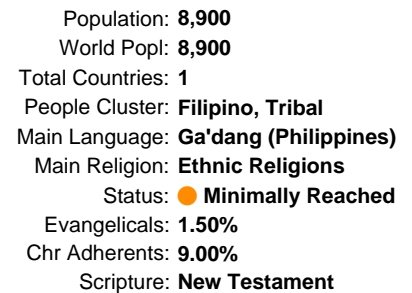 Population: 8,900
World Popl: 8,900
Total Countries: 1
People Cluster: Filipino, Tribal
Main Language: Ga'dang (Philippines)
Main Religion: Ethnic Religions
Status: Minimally Reached
Evangelicals: 1.50%
Chr Adherents: 9.00%
Scripture: New Testament